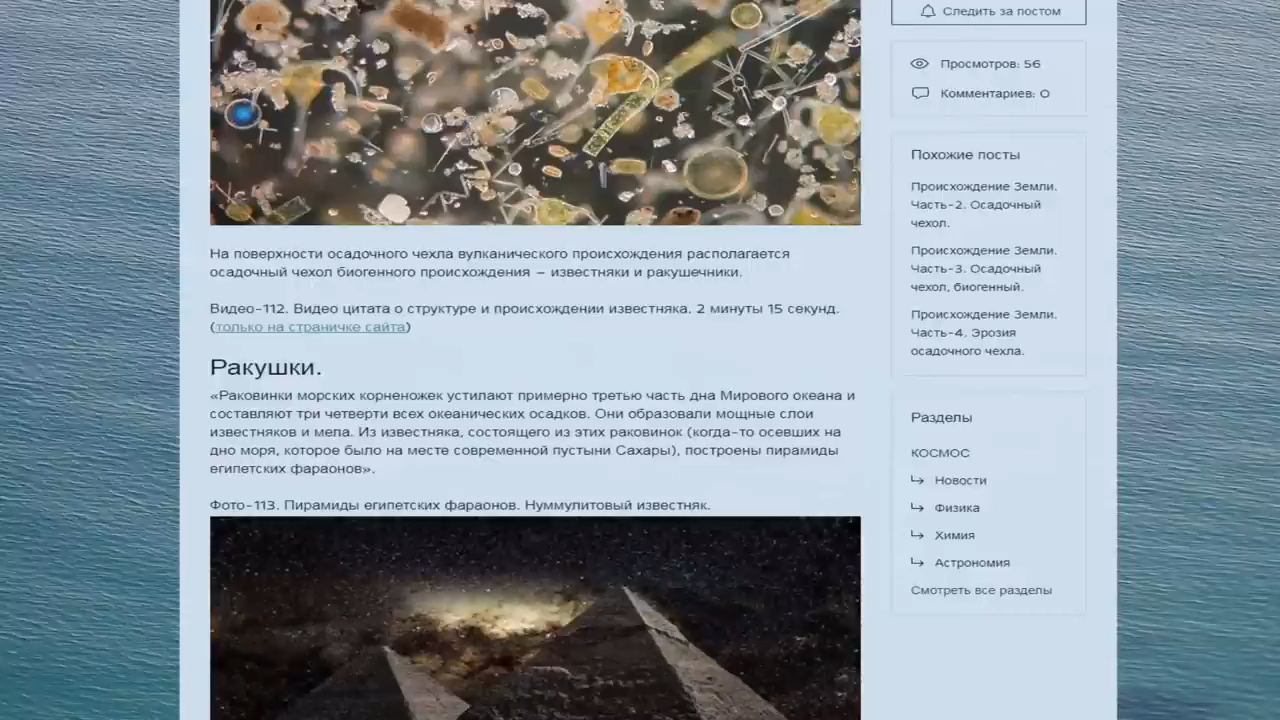 Следить за постом
Просмотров: 56
Комментариев: 0
Похожие посты
Происхождение Земли.
Часть-2. Осадочный
чехол.
Происхождение Земли.
Часть-3. Осадочный
чехол, биогенный.
Происхождение Земли.
Часть-4. Эрозия
осадочного чехла.
Разделы
КОСМОС
Новости
Физика
Химия
Астрономия
Смотреть все разделы
На поверхности осадочного чехла вулканического происхождения располагается
осадочный чехол биогенного происхождения – известняки и ракушечники.
Видео-112. Видео цитата о структуре и происхождении известняка. 2 минуты 15 секунд.
(только на страничке сайта)
Ракушки.
«Раковинки морских корненожек устилают примерно третью часть дна Мирового океана и
составляют три четверти всех океанических осадков. Они образовали мощные слои
известняков и мела. Из известняка, состоящего из этих раковинок (когда-то осевших на
дно моря, которое было на месте современной пустыни Сахары), построены пирамиды
египетских фараонов».
Фото-113. Пирамиды египетских фараонов. Нуммулитовый известняк.